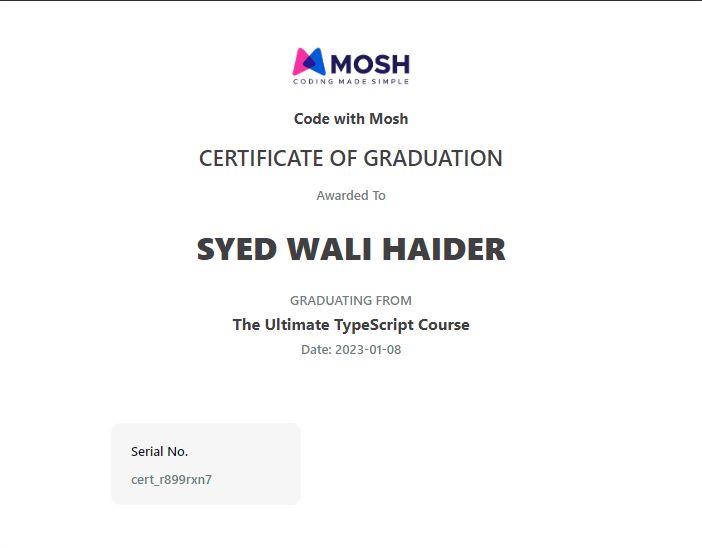 MOSH
CODING MADE SIMPLE
Code with Mosh
CERTIFICATE OF GRADUATION
Awarded To
SYED WALI HAIDER
GRADUATING FROM
The Ultimate TypeScript Course
Date: 2023-01-08
Serial No.
cert_r899rxn7